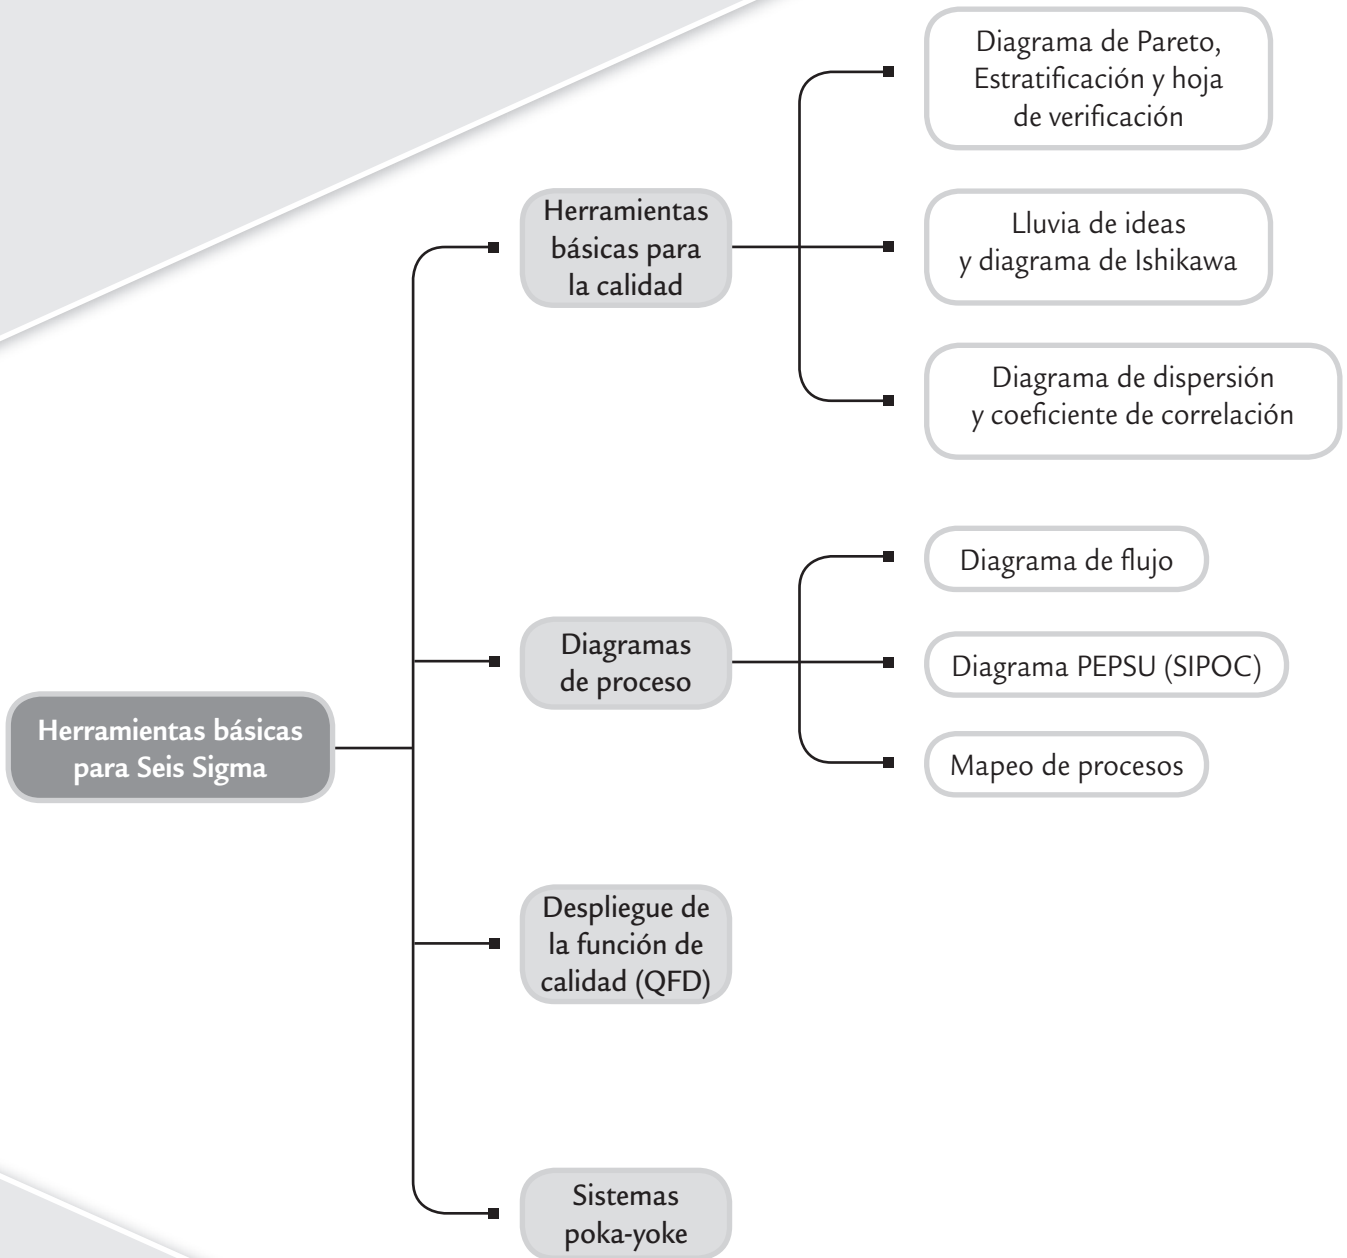 Herramientas básicas
para Seis Sigma
Herramientas
básicas para
la calidad
Diagrama de Pareto,
Estratificación y hoja
de verificación
Lluvia de ideas
y diagrama de Ishikawa
Diagrama de dispersión
y coeficiente de correlación
Diagramas
de proceso
Diagrama de flujo
Diagrama PEPSU (SIPOC)
Mapeo de procesos
Despliegue de
la función de
calidad (QFD)
Sistemas
poka-yoke